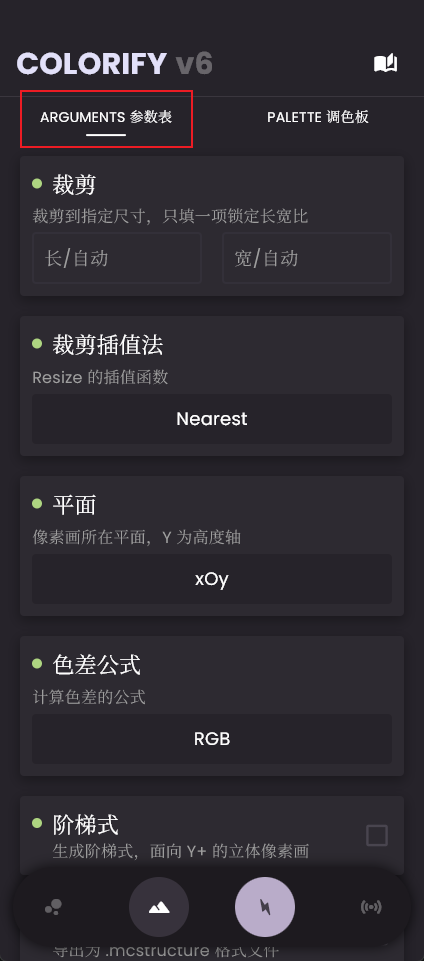 COLORIFY v6
ARGUMENTS 参数表
PALETTE 调色板
裁剪
裁剪到指定尺寸，只填一项锁定长宽比
长/自动
宽/自动
裁剪插值法
Resize 的插值函数
Nearest
平面
像素画所在平面，Y 为高度轴
xOy
色差公式
计算色差的公式
RGB
阶梯式
生成阶梯式，面向 Y+ 的立体像素画
导出为 .mcstructure 格式文件